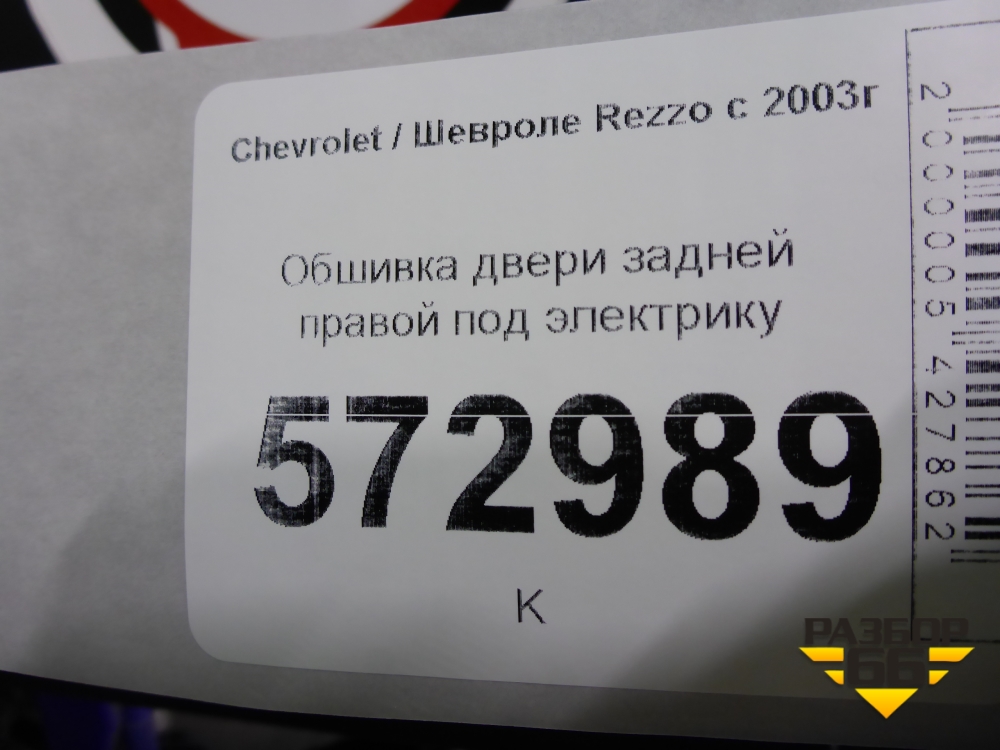 Chevrolet / Шевроле Rezzo с 2003г
Обшивка двери задней
правой под электрику
572989
К
2000005427862
РАЗБОР
66